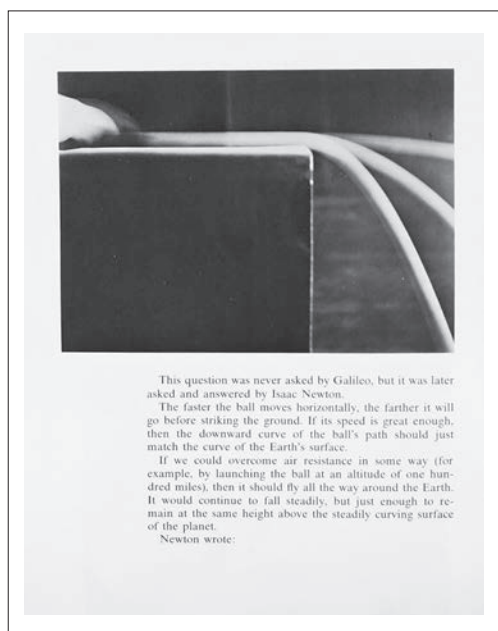 This question was never asked by Galileo, but it was later
asked and answered by Isaac Newton.
The faster the ball moves horizontally, the farther it will
go before striking the ground. If its speed is great enough,
then the downward curve of the ball's path should just
match the curve of the Earth's surface.
If we could overcome air resistance in some way (for
example, by launching the ball at an altitude of one hun-
dred miles), then it should fly all the way around the Earth.
It would continue to fall steadily, but just enough to re-
main at the same height above the steadily curving surface
of the planet.
Newton wrote: